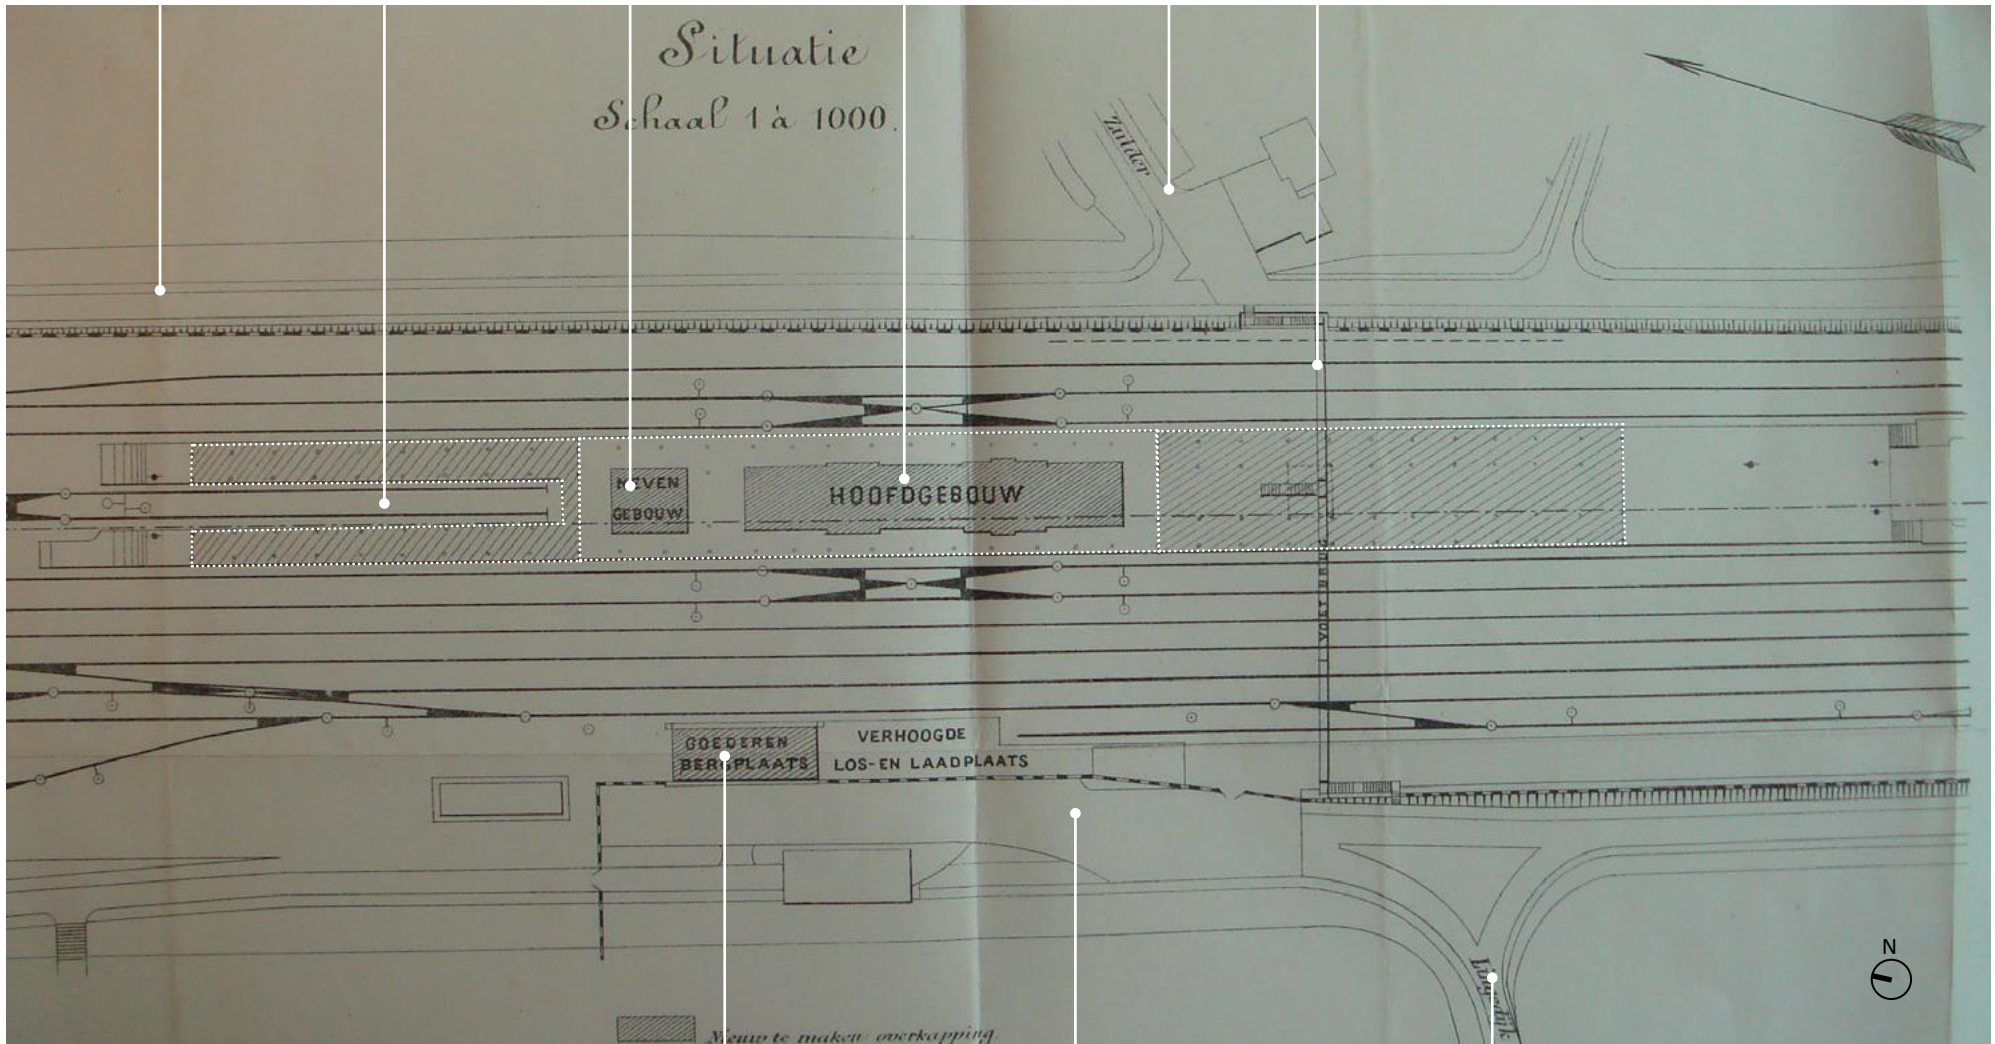 Situatie
Schaal 1 à 1000.
Zuider
NEVEN
GEBOUW
HOOFDGEBOUW
VOETBRUG
GOEDEREN
BERGPLAATS
VERHOOGDE
LOS-EN LAADPLAATS
N
Lingedijk
Nieuw te maken overkapping.